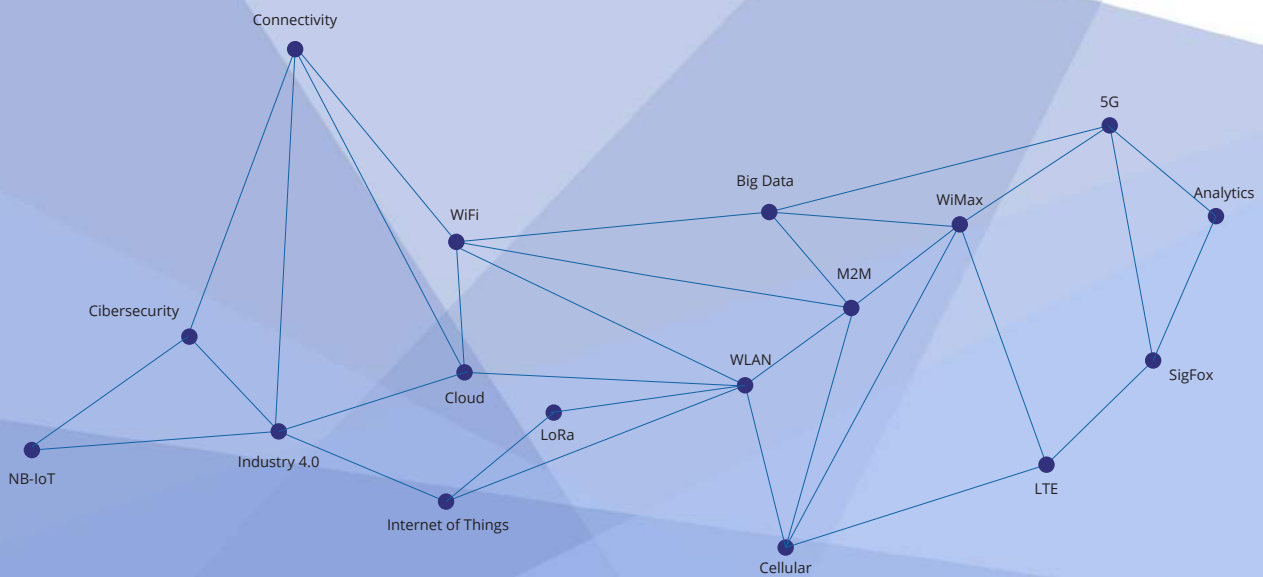 Connectivity
5G
Big Data
Analytics
WiMax
WiFi
M2M
Cibersecurity
WLAN
SigFox
Cloud
LoRa
Industry 4.0
NB-IoT
LTE
Internet of Things
Cellular